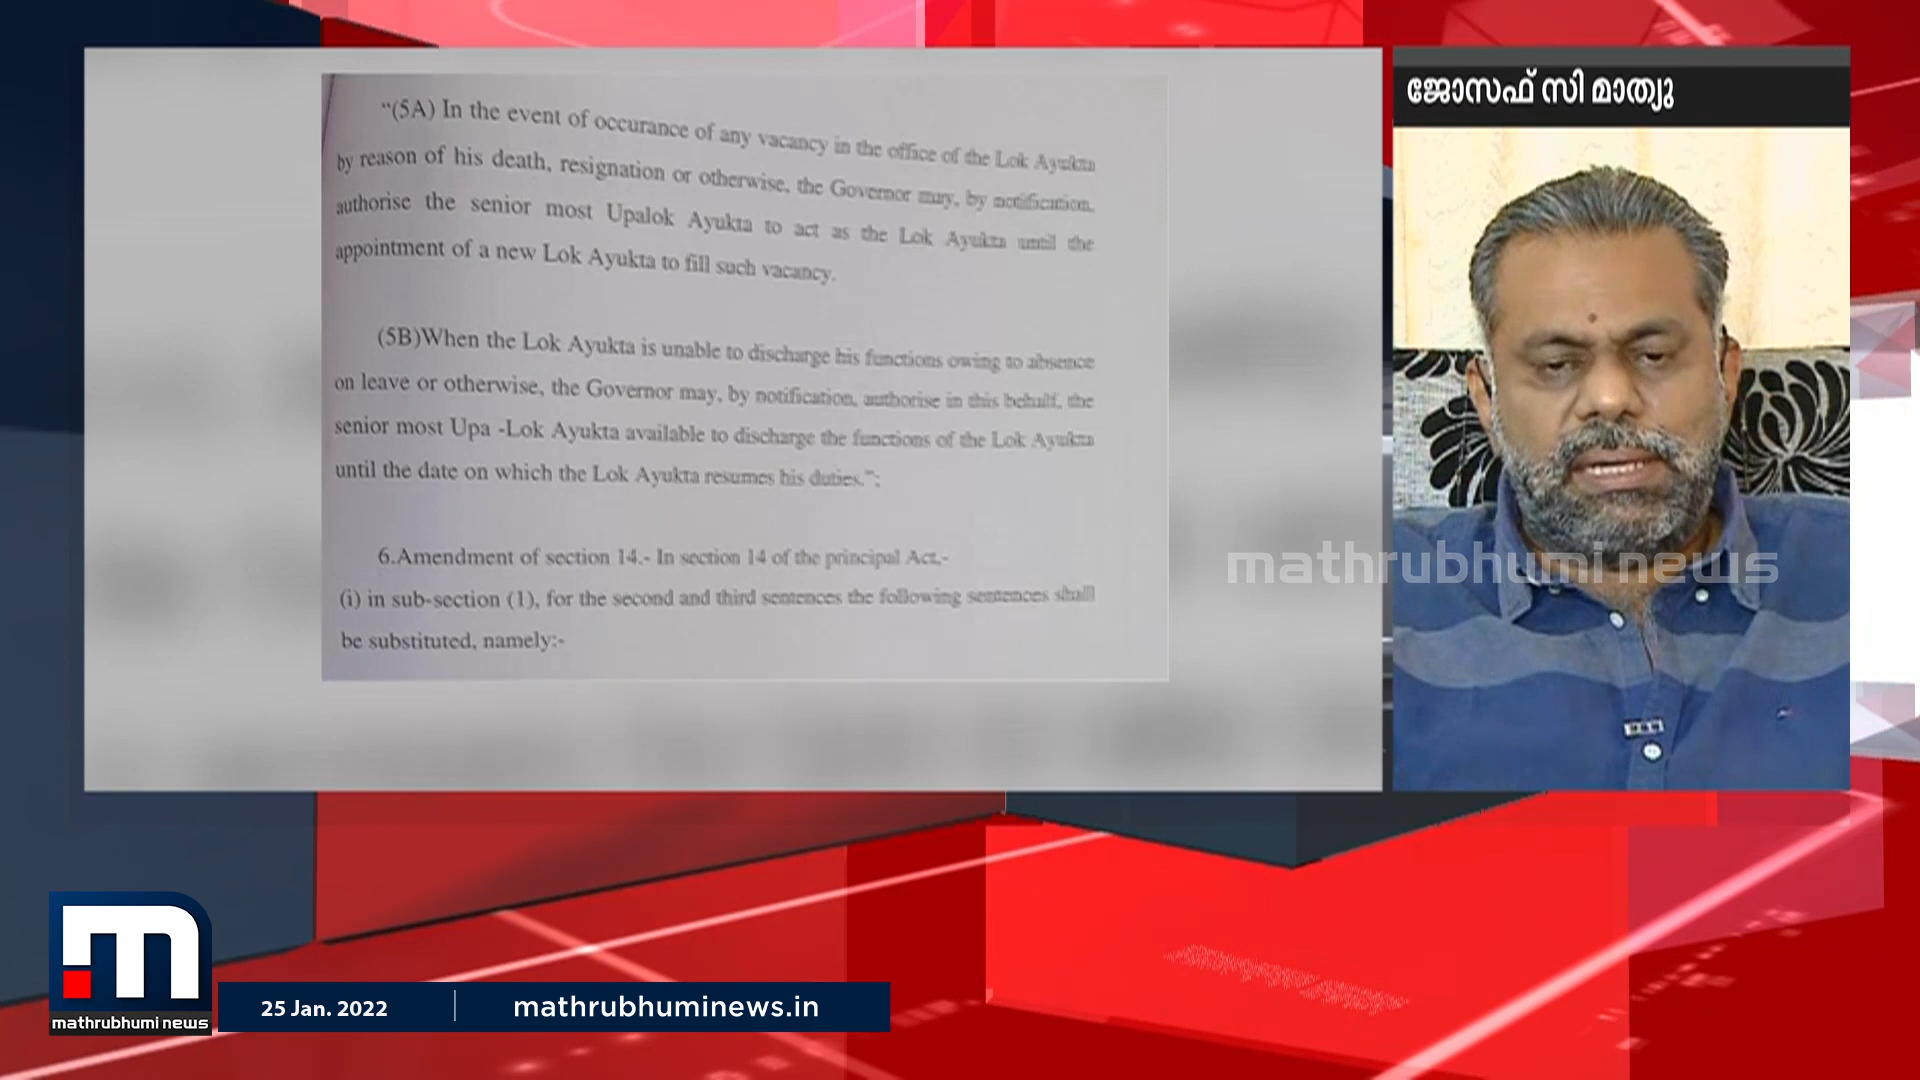 “(5A) In the event of occurance of any vacancy in the office of the Lok Ayukta
by reason of his death, resignation or otherwise, the Governor may, by notification,
authorise the senior most Upalok Ayukta to act as the Lok Ayukta until the
appointment of a new Lok Ayukta to fill such vacancy.
(5B)When the Lok Ayukta is unable to discharge his functions owing to absence
on leave or otherwise, the Governor may, by notification, authorise in this behalf, the
senior most Upa -Lok Ayukta available to discharge the functions of the Lok Ayukta
until the date on which the Lok Ayukta resumes his duties.”;
6.Amendment of section 14.- In section 14 of the principal Act,-
(i) in sub-section (1), for the second and third sentences the following sentences shall
be substituted, namely:-
ജോസഫ് സി മാത്യു
mathrubhumi news
mathrubhumi news
25 Jan. 2022
mathrubhuminews.in